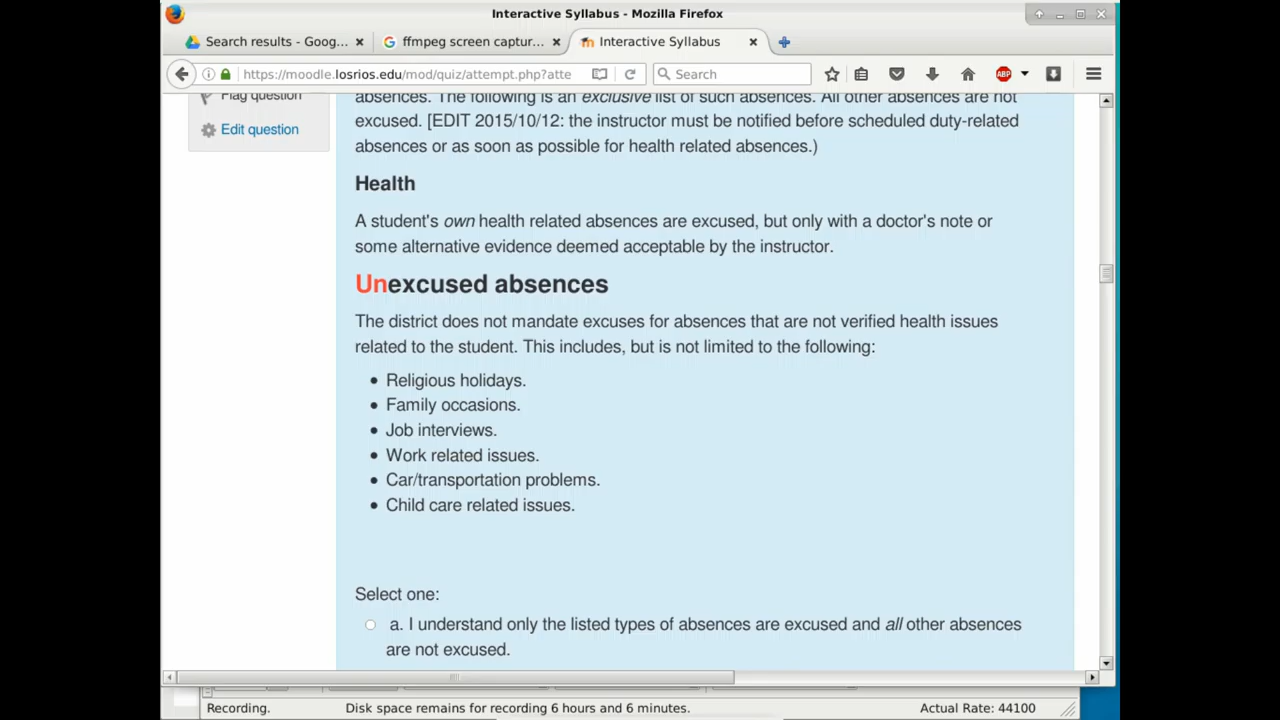 Interactive Syllabus - Mozilla Firefox
Search results - Goog... ffmpeg screen captur... Interactive Syllabus
https://moodle.losrios.edu/mod/quiz/attempt.php?atte Search ABP
Flag question
Edit question
absences. The following is an exclusive list of such absences. All other absences are not
excused. [EDIT 2015/10/12: the instructor must be notified before scheduled duty-related
absences or as soon as possible for health related absences.)
Health
A student's own health related absences are excused, but only with a doctor's note or
some alternative evidence deemed acceptable by the instructor.
Unexcused absences
The district does not mandate excuses for absences that are not verified health issues
related to the student. This includes, but is not limited to the following:
• Religious holidays.
• Family occasions.
• Job interviews.
• Work related issues.
• Car/transportation problems.
• Child care related issues.
Select one:
a. I understand only the listed types of absences are excused and all other absences
are not excused.
Recording. Disk space remains for recording 6 hours and 6 minutes. Actual Rate: 44100